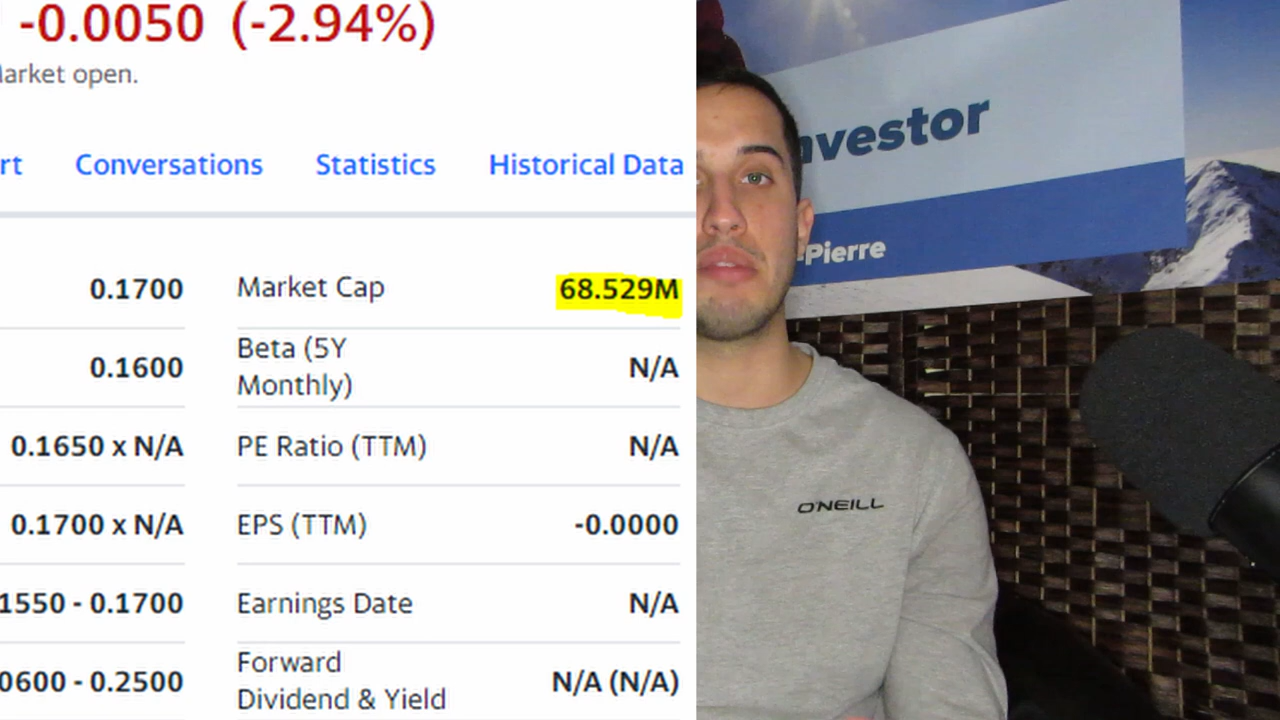 -0.0050 (-2.94%)
arket open.
rt Conversations Statistics Historical Data
0.1700 Market Cap 68.529M
0.1600 Beta (5Y
Monthly) N/A
0.1650 x N/A PE Ratio (TTM) N/A
0.1700 x N/A EPS (TTM) -0.0000
1550 - 0.1700 Earnings Date N/A
0600 - 0.2500 Forward
Dividend & Yield N/A (N/A)
nvestor
-Pierre
O'NEILL